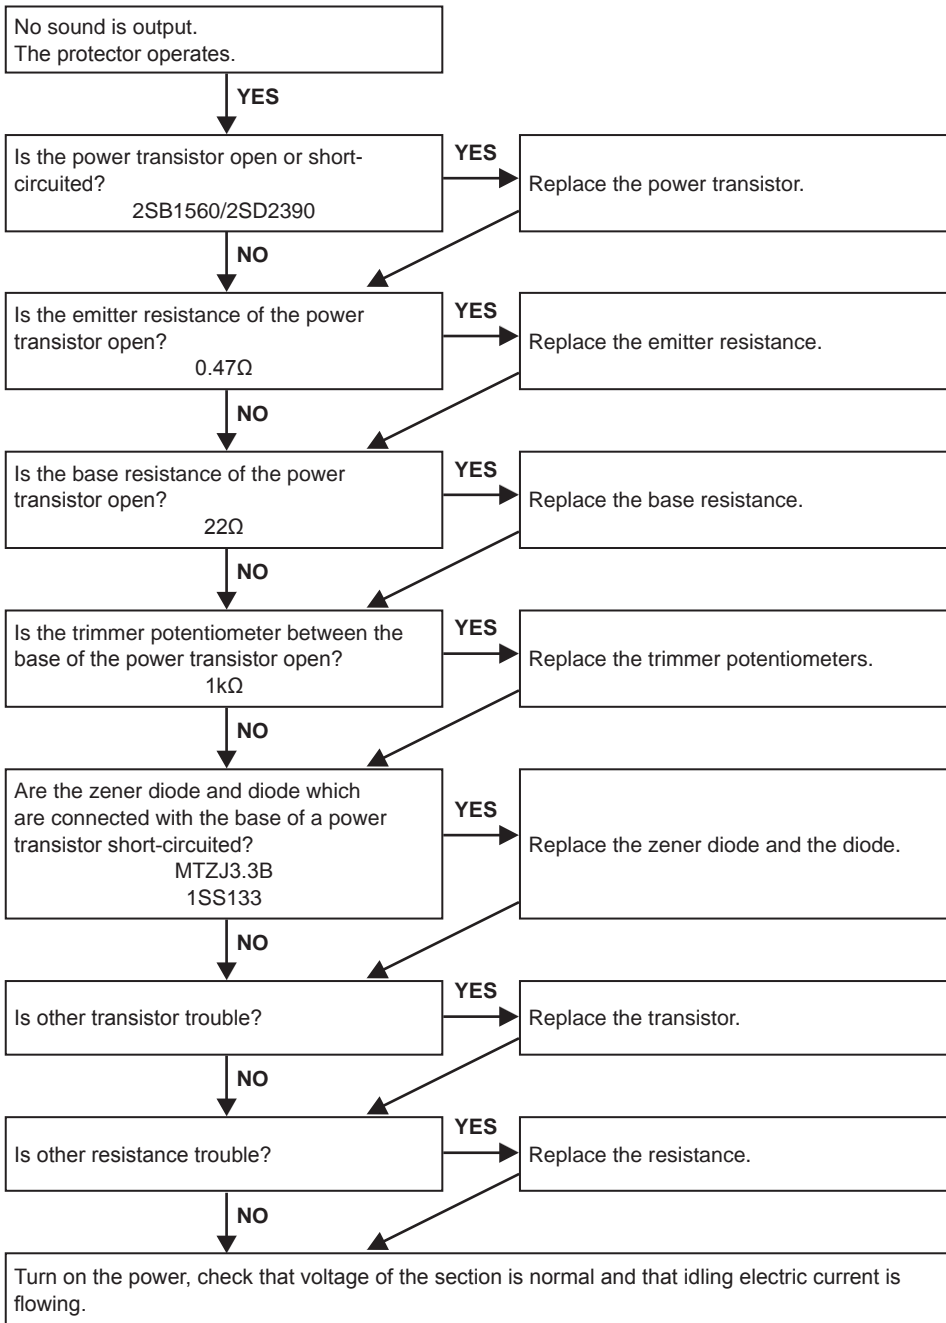 No sound is output.
The protector operates.
YES
Is the power transistor open or short-
circuited?
2SB1560/2SD2390
YES
Replace the power transistor.
NO
Is the emitter resistance of the power
transistor open?
0.47Ω
YES
Replace the emitter resistance.
NO
Is the base resistance of the power
transistor open?
22Ω
YES
Replace the base resistance.
NO
Is the trimmer potentiometer between the
base of the power transistor open?
1kΩ
YES
Replace the trimmer potentiometers.
NO
Are the zener diode and diode which
are connected with the base of a power
transistor short-circuited?
MTZJ3.3B
1SS133
YES
Replace the zener diode and the diode.
NO
Is other transistor trouble?
YES
Replace the transistor.
NO
Is other resistance trouble?
YES
Replace the resistance.
NO
Turn on the power, check that voltage of the section is normal and that idling electric current is
flowing.